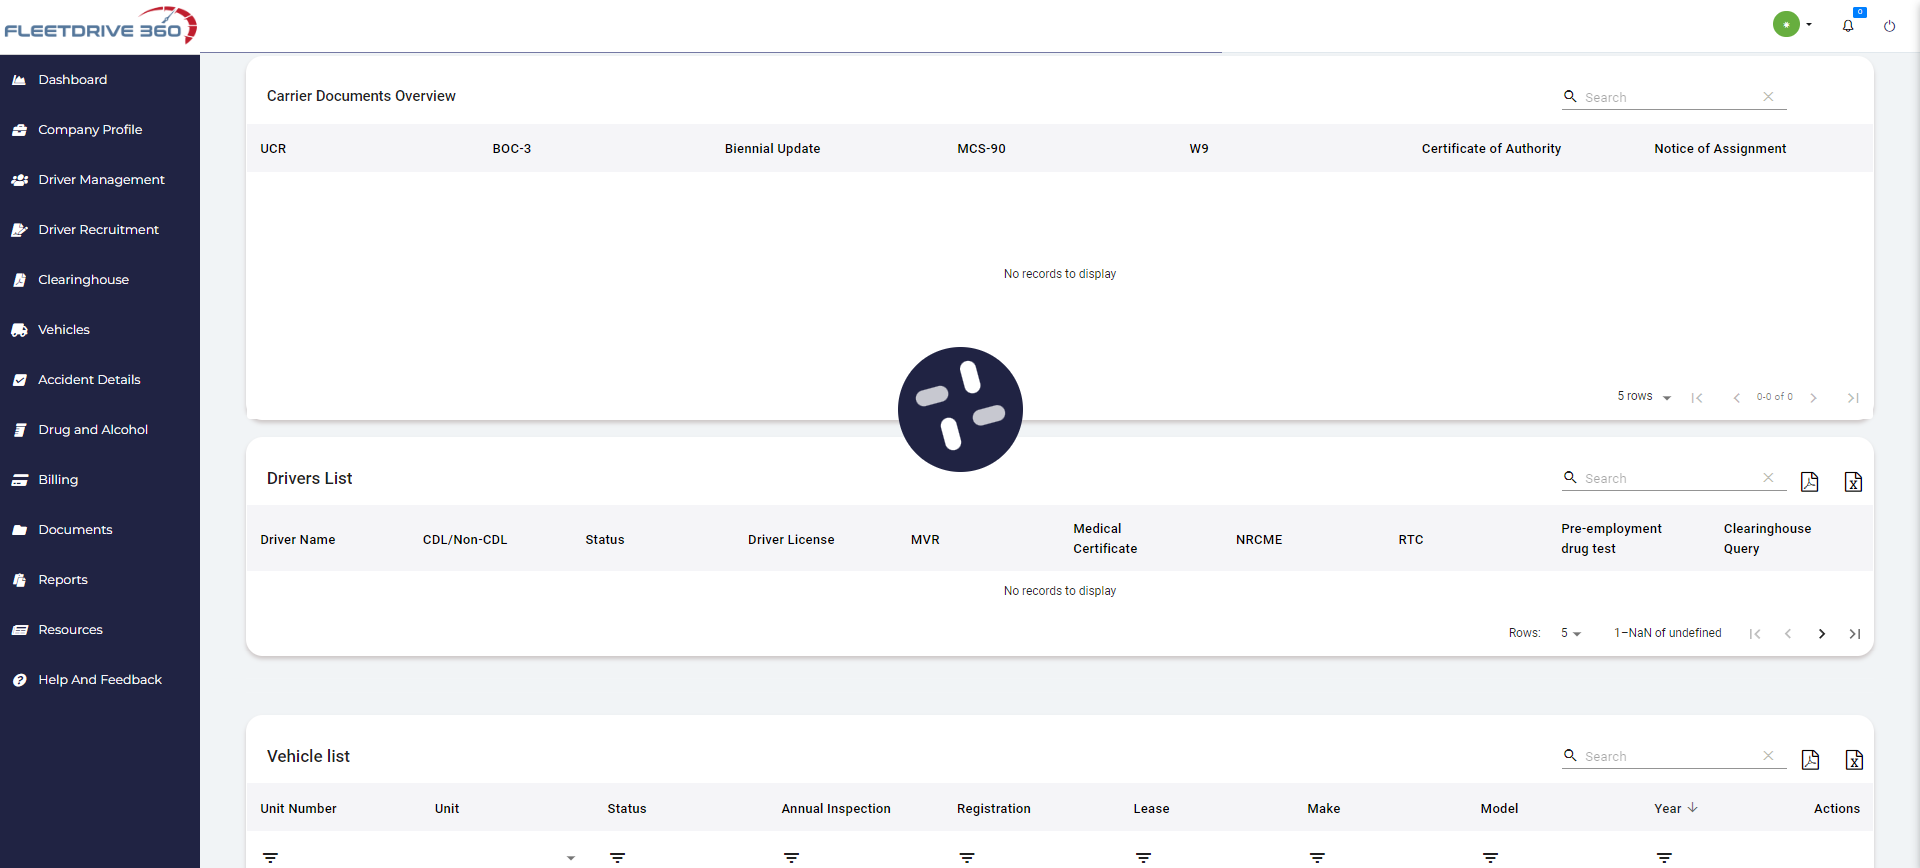 FLEETDRIVE 360
0
Dashboard
Company Profile
Driver Management
Driver Recruitment
Clearinghouse
Vehicles
Accident Details
Drug and Alcohol
Billing
Documents
Reports
Resources
Help And Feedback
Carrier Documents Overview
Search
UCR BOC-3 Biennial Update MCS-90 W9 Certificate of Authority Notice of Assignment
No records to display
5 rows 0-0 of 0
Drivers List
Search
Driver Name CDL/Non-CDL Status Driver License MVR Medical Certificate NRCME RTC Pre-employment drug test Clearinghouse Query
No records to display
Rows: 5 1–NaN of undefined
Vehicle list
Search
Unit Number Unit Status Annual Inspection Registration Lease Make Model Year Actions